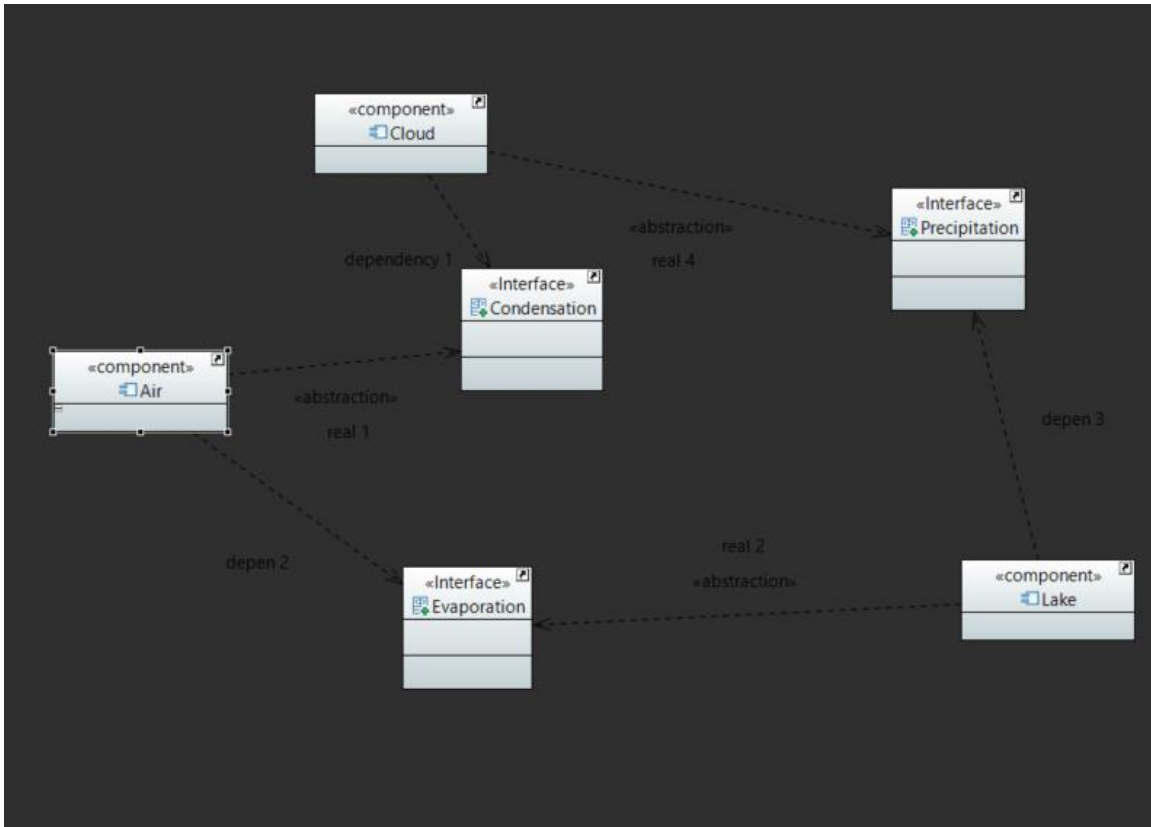 «component»
Cloud
«Interface»
Precipitation
«abstraction»
real 4
dependency 1
«Interface»
Condensation
«component»
Air
«abstraction»
real 1
depen 3
depen 2
real 2
«abstraction»
«Interface»
Evaporation
«component»
Lake